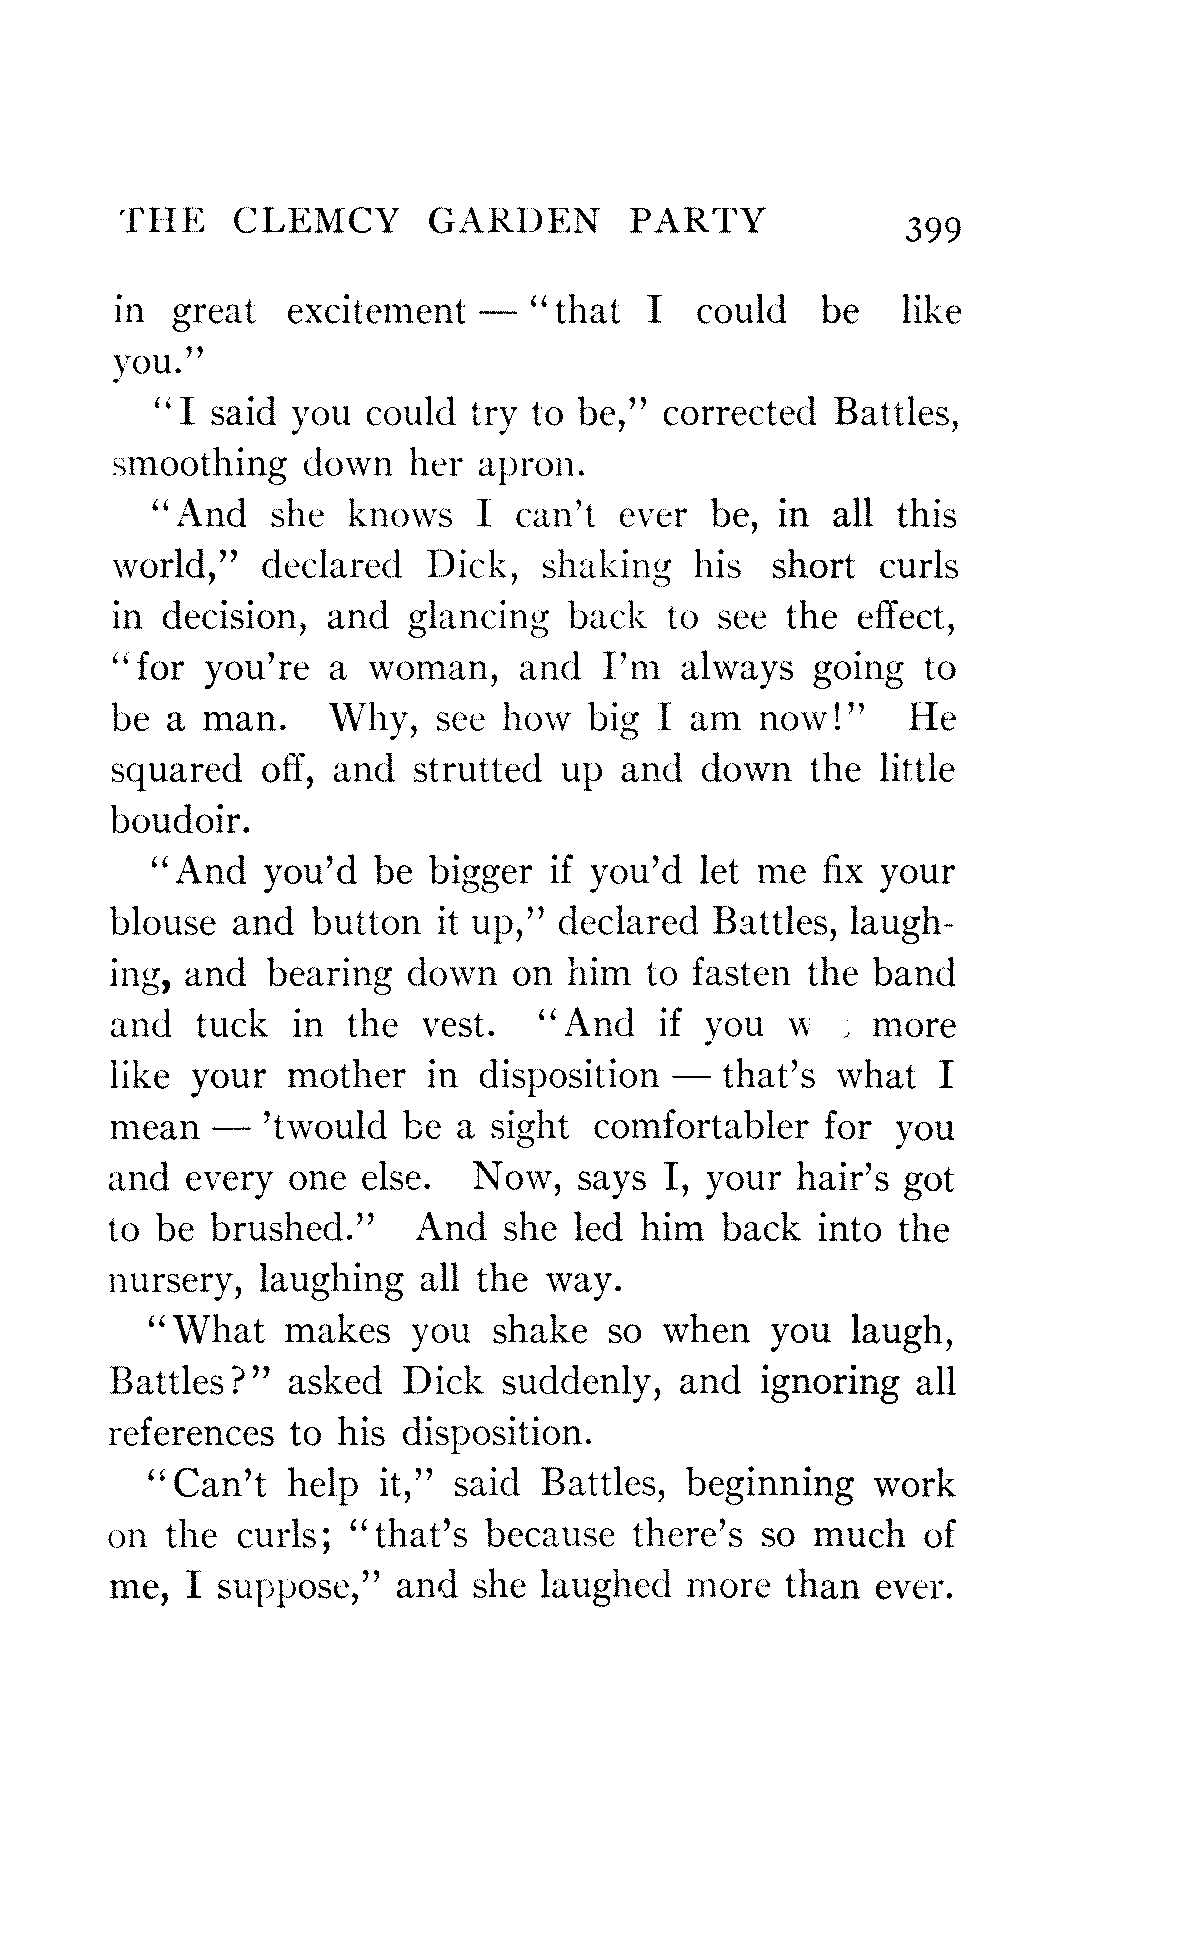 THE CLEMCY GARDEN PARTY 399
in great excitement — "that I could be like
you."
"I said you could try to be," corrected Battles,
smoothing down her apron.
"And she knows I can't ever be, in all this
world," declared Dick, shaking his short curls
in decision, and glancing back to see the effect,
"for you're a woman, and I'm always going to
be a man. Why, see how big I am now!" He
squared off, and strutted up and down the little
boudoir.
"And you'd be bigger if you'd let me fix your
blouse and button it up," declared Battles, laugh-
ing, and bearing down on him to fasten the band
and tuck in the vest. "And if you more
like your mother in disposition — that's what I
mean — 'twould be a sight comfortabler for you
and every one else. Now, says I, your hair's got
to be brushed." And she led him back into the
nursery, laughing all the way.
"What makes you shake so when you laugh,
Battles?" asked Dick suddenly, and ignoring all
references to his disposition.
"Can't help it," said Battles, beginning work
on the curls; "that's because there's so much of
me, I suppose," and she laughed more than ever.